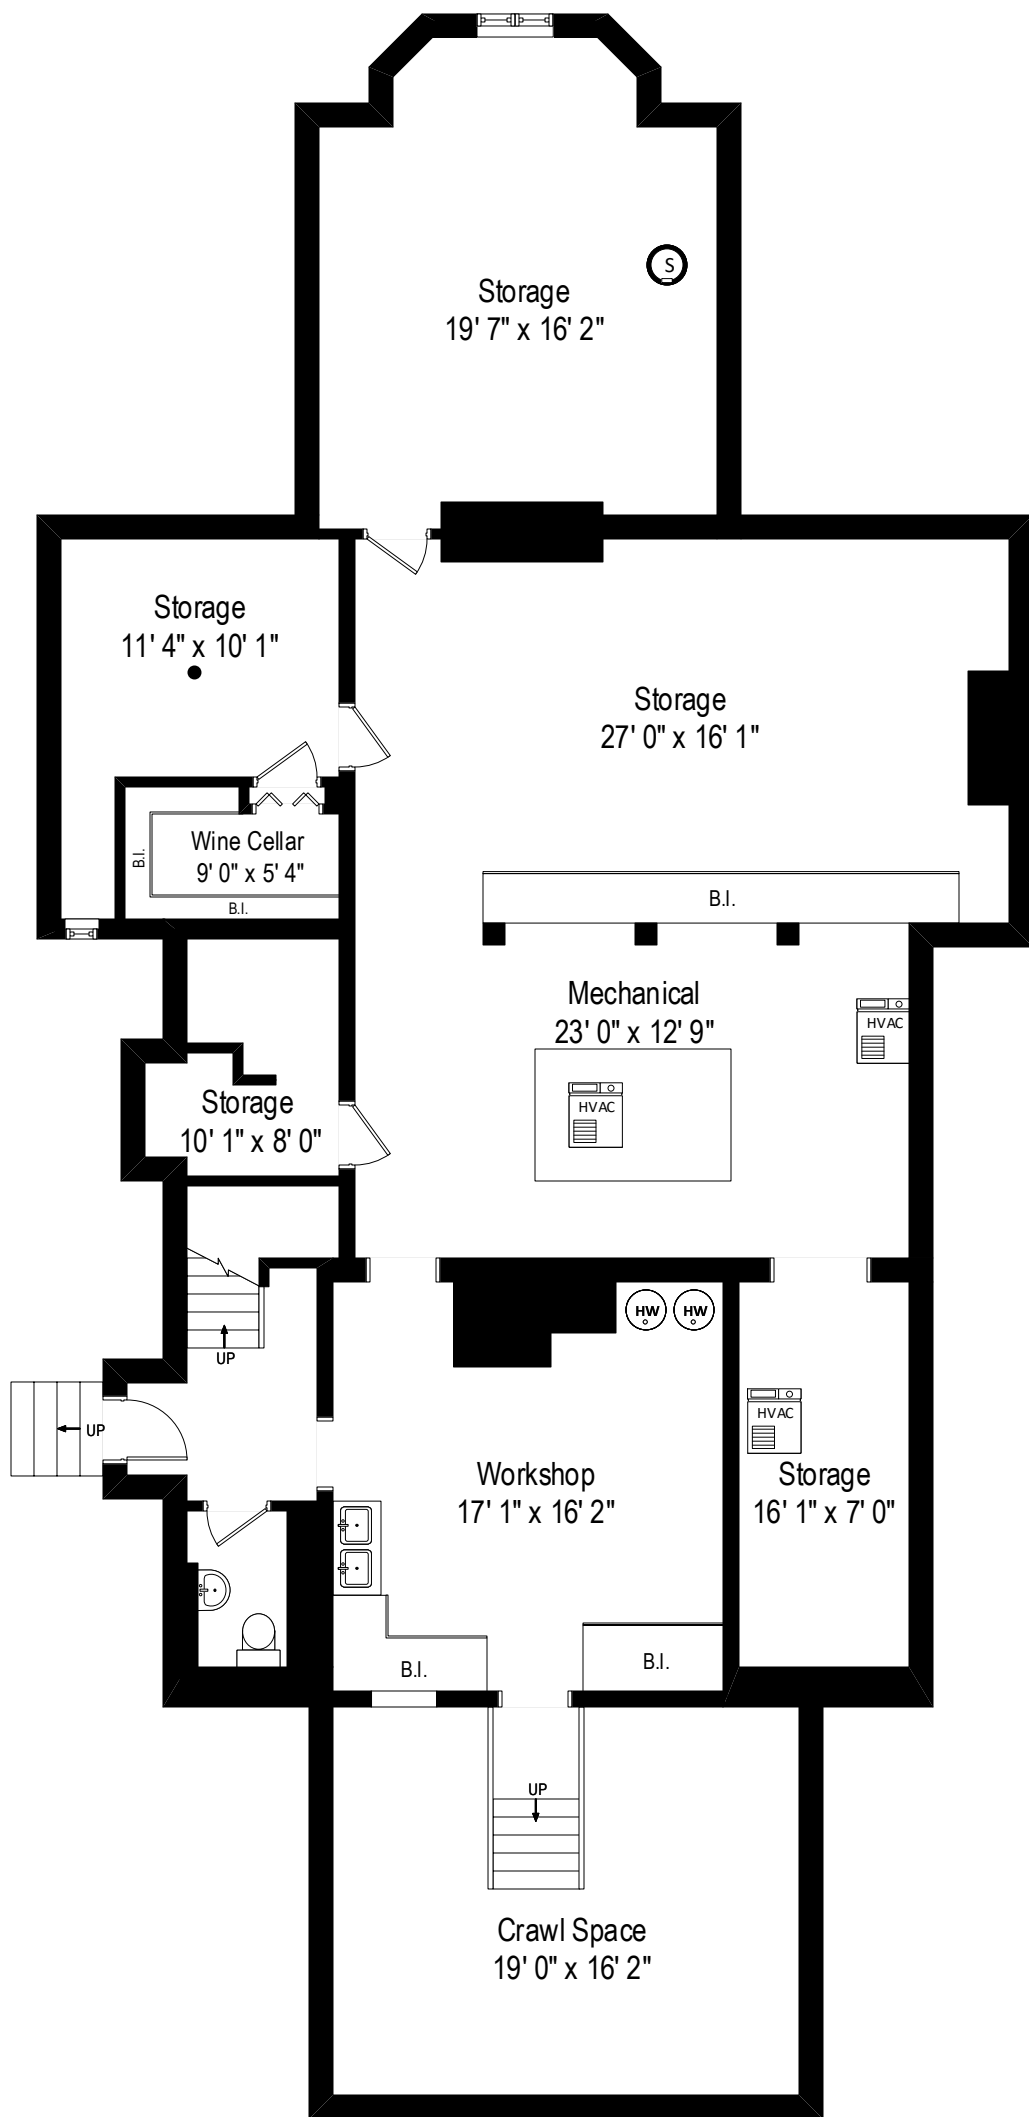 S
Storage
19' 7" x 16' 2"
Storage
11' 4" x 10' 1"
Storage
27' 0" x 16' 1"
Wine Cellar
9' 0" x 5' 4"
B.I.
B.I.
B.I.
Mechanical
23' 0" x 12' 9"
HVAC
HVAC
Storage
10' 1" x 8' 0"
HW
HW
UP
UP
HVAC
Workshop
17' 1" x 16' 2"
Storage
16' 1" x 7' 0"
B.I.
B.I.
UP
Crawl Space
19' 0" x 16' 2"